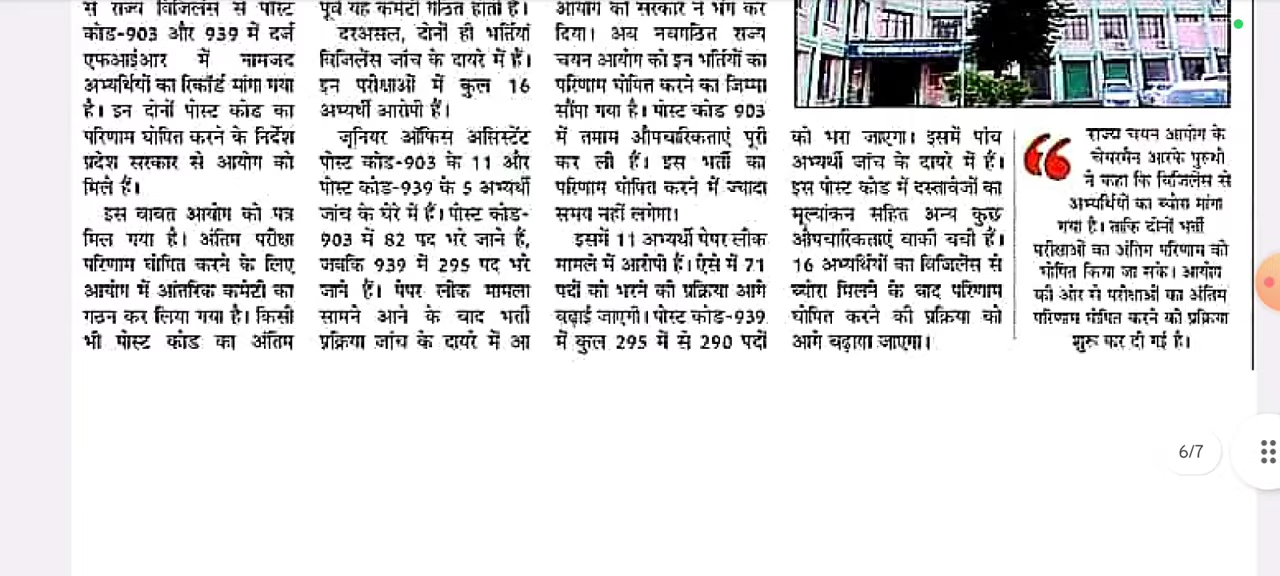 से राज्य विजिलेंस से पोस्ट
कोड-903 और 939 में दर्ज
एफआईआर में नामजद
अभ्यर्थियों का रिकॉर्ड मांगा गया
है। इन दोनों पोस्ट कोड का
परिणाम घोषित करने के निर्देश
प्रदेश सरकार से आयोग को
मिले हैं।
इस बाबत आयोग को पत्र
मिल गया है। अंतिम परीक्षा
परिणाम घोषित करने के लिए
आयोग में आंतरिक कमेटी का
गठन कर लिया गया है। किसी
भी पोस्ट कोड का अंतिम
पूर्व यह कमेटी गठित होती है।
दरअसल, दोनों ही भर्तियां
विजिलेंस जांच के दायरे में हैं।
इन परीक्षाओं में कुल 16
अभ्यर्थी आरोपी हैं।
जूनियर ऑफिस असिस्टेंट
पोस्ट कोड-903 के 11 और
पोस्ट कोड-939 के 5 अभ्यर्थी
जांच के घेरे में हैं। पोस्ट कोड-
903 में 82 पद भरे जाने हैं,
जबकि 939 में 295 पद भरे
जाने हैं। पेपर लीक मामला
सामने आने के बाद भर्ती
प्रक्रिया जांच के दायरे में आ
आयोग को सरकार ने भंग कर
दिया। अब नवगठित राज्य
चयन आयोग को इन भर्तियों का
परिणाम घोषित करने का जिम्मा
सौंपा गया है। पोस्ट कोड 903
में तमाम औपचारिकताएं पूरी
कर ली हैं। इस भर्ती का
परिणाम घोषित करने में ज्यादा
समय नहीं लगेगा।
इसमें 11 अभ्यर्थी पेपर लीक
मामले में आरोपी हैं। ऐसे में 71
पदों को भरने की प्रक्रिया आगे
बढ़ाई जाएगी। पोस्ट कोड-939
में कुल 295 में से 290 पदों
को भरा जाएगा। इसमें पांच
अभ्यर्थी जांच के दायरे में हैं।
इस पोस्ट कोड में दस्तावेजों का
मूल्यांकन सहित अन्य कुछ
औपचारिकताएं बाकी बची हैं।
16 अभ्यर्थियों का विजिलेंस से
ब्योरा मिलने के बाद परिणाम
घोषित करने की प्रक्रिया को
आगे बढ़ाया जाएगा।
राज्य चयन आयोग के
चेयरमैन आरके पुरुथी
ने कहा कि विजिलेंस से
अभ्यर्थियों का ब्योरा मांगा
गया है। ताकि दोनों भर्ती
परीक्षाओं का अंतिम परिणाम को
घोषित किया जा सके। आयोग
की ओर से परीक्षाओं का अंतिम
परिणाम घोषित करने की प्रक्रिया
शुरू कर दी गई है।
6/7